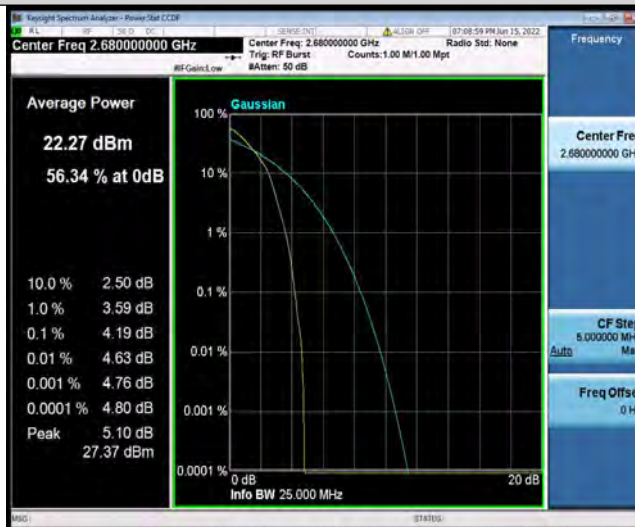 Keysight Spectrum Analyzer - Power Stat CCDF
RL RF 50 Ω DC SENSE:INT ALIGN OFF 07:08:59 PM Jun 15, 2022
Center Freq 2.680000000 GHz
Center Freq: 2.680000000 GHz Radio Std: None
Trig: RF Burst Counts:1.00 M/1.00 Mpt
#IFGain:Low #Atten: 50 dB
Frequency
Average Power
22.27 dBm
56.34 % at 0dB
10.0 % 2.50 dB
1.0 % 3.59 dB
0.1 % 4.19 dB
0.01 % 4.63 dB
0.001 % 4.76 dB
0.0001 % 4.80 dB
Peak 5.10 dB
27.37 dBm
Gaussian
100 %
10 %
1 %
0.1 %
0.01 %
0.001 %
0.0001 %
0 dB 20 dB
Info BW 25.000 MHz
Center Fre
2.680000000 GH
CF Ste
5.000000 MH
Auto Ma
Freq Offse
0 H
MSG STATUS